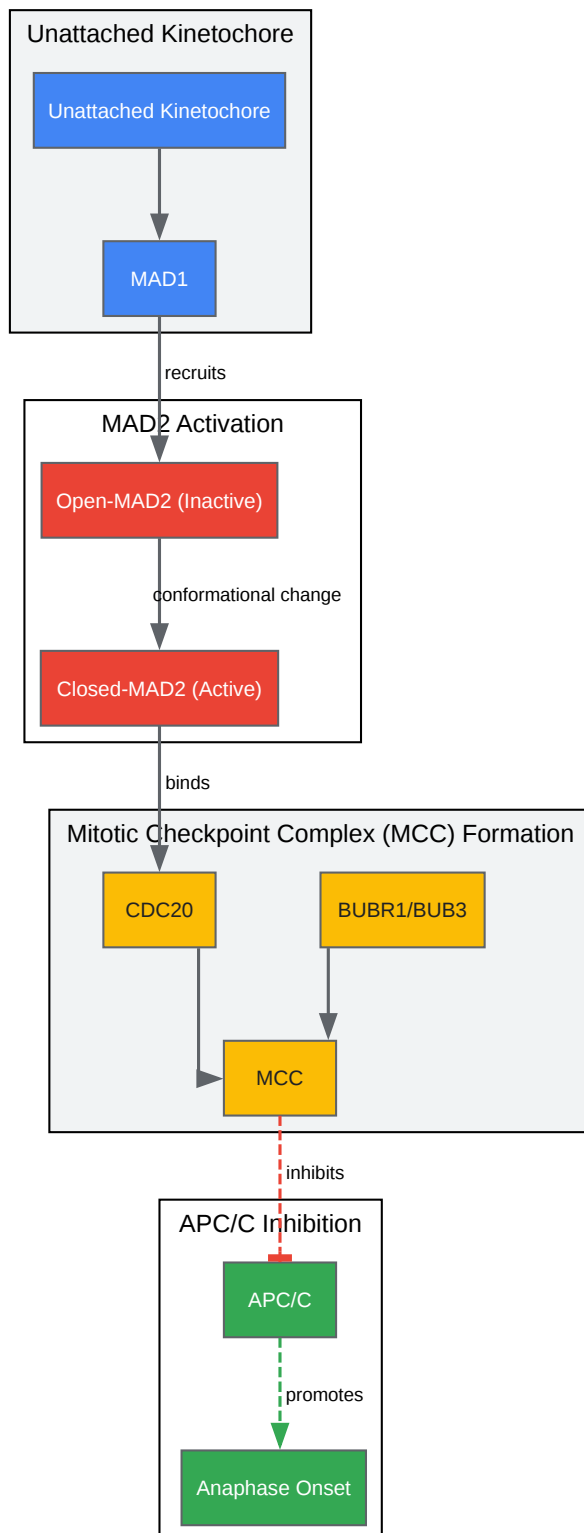 Unattached Kinetochore
Unattached Kinetochore
MAD1
recruits
MAD2 Activation
Open-MAD2 (Inactive)
conformational change
Closed-MAD2 (Active)
binds
Mitotic Checkpoint Complex (MCC) Formation
CDC20
BUBR1/BUB3
MCC
inhibits
APC/C Inhibition
APC/C
promotes
Anaphase Onset